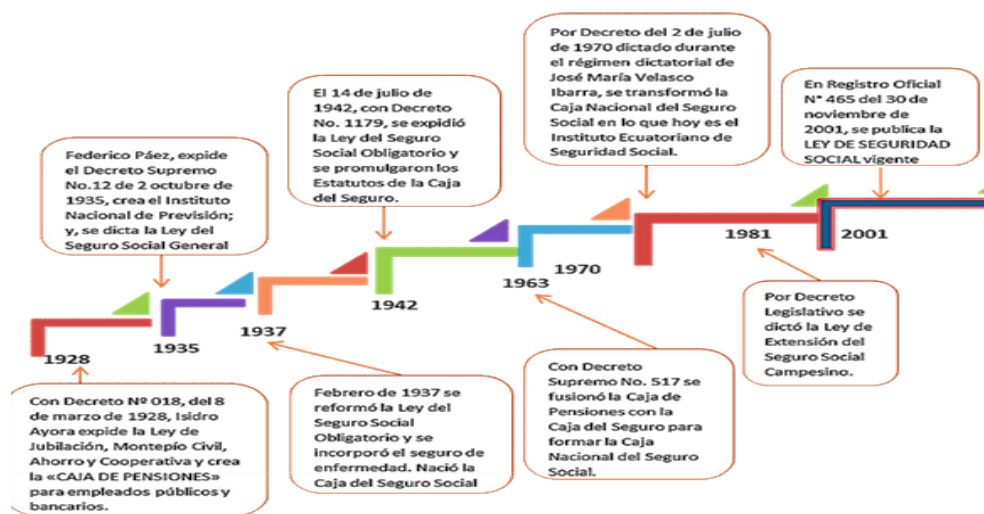 Con Decreto Nº 018, del 8
de marzo de 1928, Isidro
Ayora expide la Ley de
Jubilación, Montepío Civil,
Ahorro y Cooperativa y crea
la «CAJA DE PENSIONES»
para empleados públicos y
bancarios.
1928
Federico Páez, expide
el Decreto Supremo
No.12 de 2 octubre de
1935, crea el Instituto
Nacional de Previsión;
y, se dicta la Ley del
Seguro Social General
1935
Febrero de 1937 se
reformó la Ley del
Seguro Social
Obligatorio y se
incorporó el seguro de
enfermedad. Nació la
Caja del Seguro Social
1937
El 14 de julio de
1942, con Decreto
No. 1179, se expidió
la Ley del Seguro
Social Obligatorio y
se promulgaron los
Estatutos de la Caja
del Seguro.
1942
Con Decreto
Supremo No. 517 se
fusionó la Caja de
Pensiones con la
Caja del Seguro para
formar la Caja
Nacional del Seguro
Social.
1963
Por Decreto del 2 de julio
de 1970 dictado durante
el régimen dictatorial de
José María Velasco
Ibarra, se transformó la
Caja Nacional del Seguro
Social en lo que hoy es el
Instituto Ecuatoriano de
Seguridad Social.
1970
Por Decreto
Legislativo se
dictó la Ley de
Extensión del
Seguro Social
Campesino.
1981
En Registro Oficial
N° 465 del 30 de
noviembre de
2001, se publica la
LEY DE SEGURIDAD
SOCIAL vigente
2001